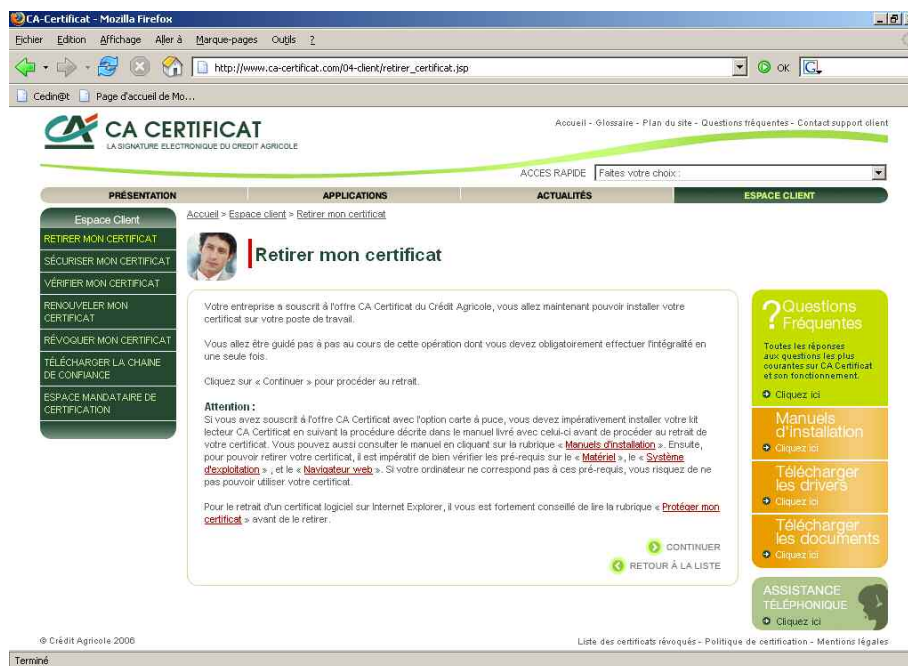 CA-Certificat - Mozilla Firefox
Fichier Edition Affichage Aller à Marque-pages Outils ?
http://www.ca-certificat.com/04-client/retirer_certificat.jsp
OK
G
Cedin@t Page d'accueil de Mo...
CA CERTIFICAT
LA SIGNATURE ELECTRONIQUE DU CREDIT AGRICOLE
Accueil - Glossaire - Plan du site - Questions fréquentes - Contact support client
ACCES RAPIDE Faites votre choix :
PRÉSENTATION APPLICATIONS ACTUALITÉS ESPACE CLIENT
Espace Client
RETIRER MON CERTIFICAT
SÉCURISER MON CERTIFICAT
VÉRIFIER MON CERTIFICAT
RENOUVELER MON
CERTIFICAT
RÉVOQUER MON CERTIFICAT
TÉLÉCHARGER LA CHAINE
DE CONFIANCE
ESPACE MANDATAIRE DE
CERTIFICATION
Accueil > Espace client > Retirer mon certificat
Retirer mon certificat
Votre entreprise a souscrit à l'offre CA Certificat du Crédit Agricole, vous allez maintenant pouvoir installer votre
certificat sur votre poste de travail.
Vous allez être guidé pas à pas au cours de cette opération dont vous devez obligatoirement effectuer l'intégralité en
une seule fois.
Cliquez sur « Continuer » pour procéder au retrait.
Attention :
Si vous avez souscrit à l'offre CA Certificat avec l'option carte à puce, vous devez impérativement installer votre kit
lecteur CA Certificat en suivant la procédure décrite dans le manuel livré avec celui-ci avant de procéder au retrait de
votre certificat. Vous pouvez aussi consulter le manuel en cliquant sur la rubrique « Manuels d'installation ». Ensuite,
pour pouvoir retirer votre certificat, il est impératif de bien vérifier les pré-requis sur le « Matériel », le « Système
d'exploitation » , et le « Navigateur web ». Si votre ordinateur ne correspond pas à ces pré-requis, vous risquez de ne
pas pouvoir utiliser votre certificat.
Pour le retrait d'un certificat logiciel sur Internet Explorer, il vous est fortement conseillé de lire la rubrique « Protéger mon
certificat » avant de le retirer.
CONTINUER
RETOUR À LA LISTE
? Questions
Fréquentes
Toutes les réponses
aux questions les plus
courantes sur CA Certificat
et son fonctionnement.
Cliquez ici
Manuels
d'installation
Cliquez ici
Télécharger
les drivers
Cliquez ici
Télécharger
les documents
Cliquez ici
ASSISTANCE
TÉLÉPHONIQUE
Cliquez ici
© Crédit Agricole 2006
Liste des certificats révoqués - Politique de certification - Mentions légales
Terminé